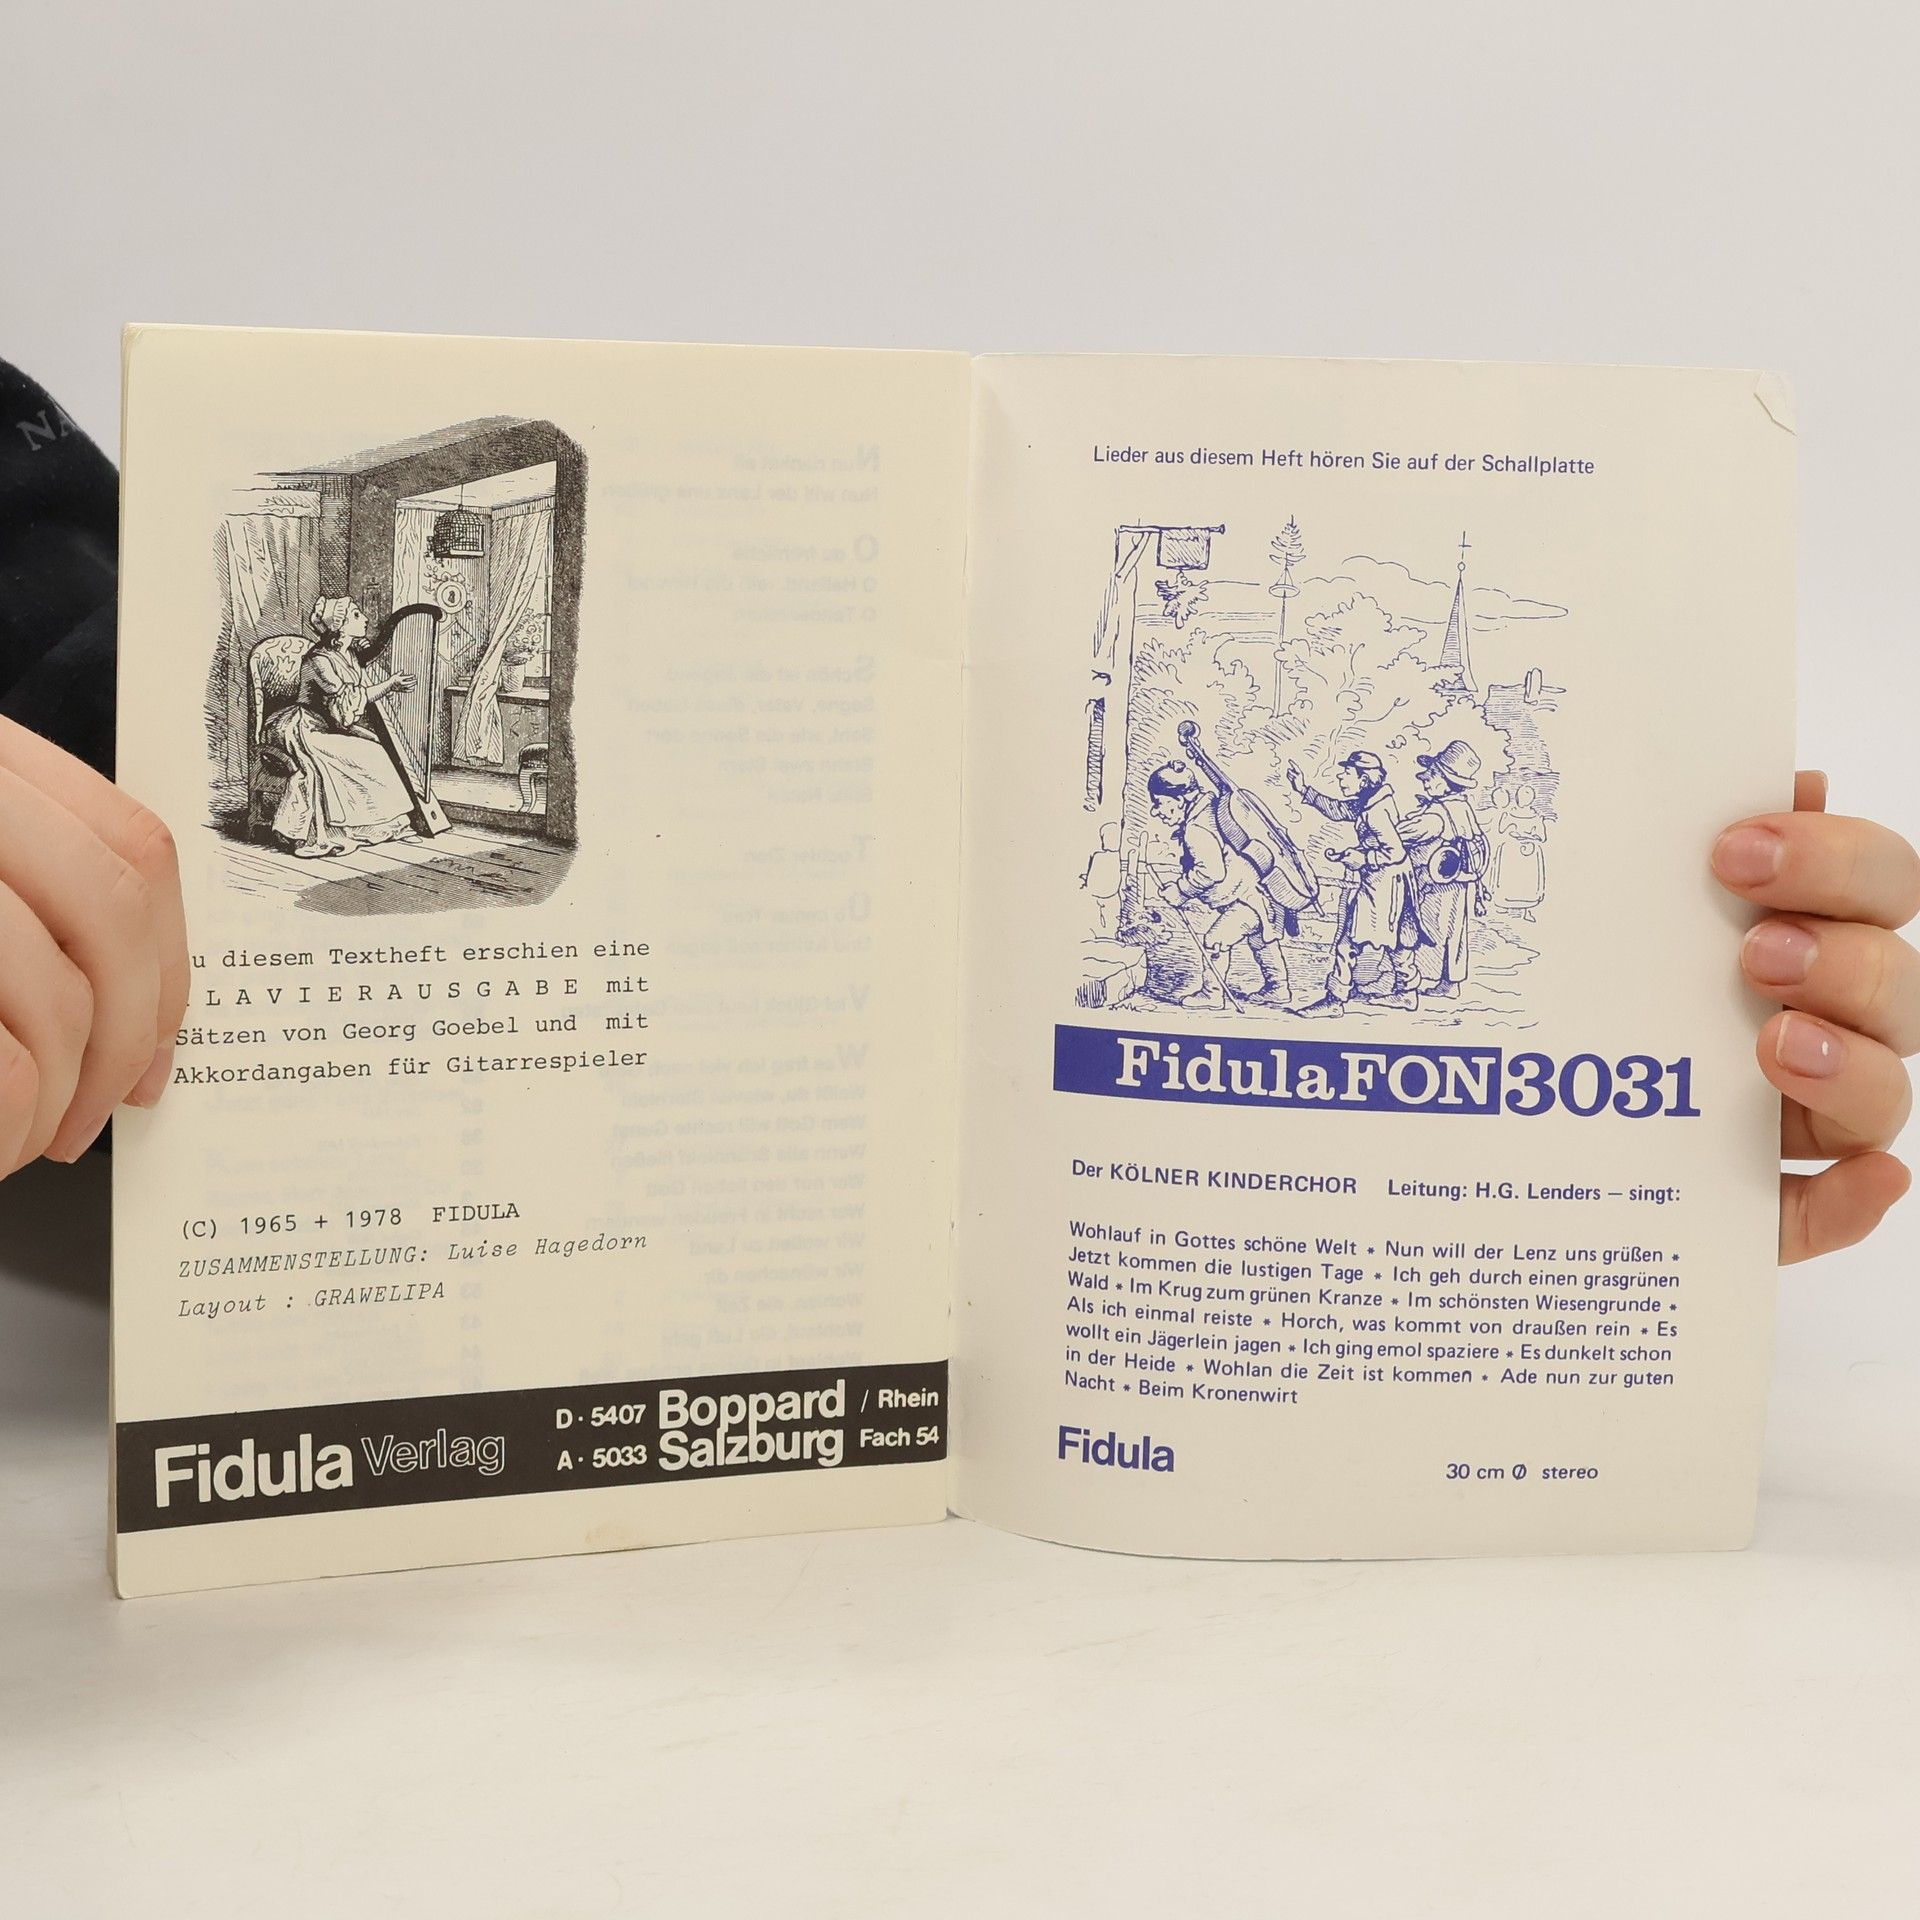 NA
u diesem Textheft erschien eine
L A V I E R A U S G A B E mit
Sätzen von Georg Goebel und mit
Akkordangaben für Gitarrespieler
(C) 1965 + 1978 FIDULA
ZUSAMMENSTELLUNG: Luise Hagedorn
Layout : GRAWELIPA
Fidula Verlag
D · 5407 Boppard / Rhein
A · 5033 Salzburg Fach 54
Lieder aus diesem Heft hören Sie auf der Schallplatte
FidulaFON 3031
Der KÖLNER KINDERCHOR Leitung: H.G. Lenders – singt:
Wohlauf in Gottes schöne Welt * Nun will der Lenz uns grüßen *
Jetzt kommen die lustigen Tage * Ich geh durch einen grasgrünen
Wald * Im Krug zum grünen Kranze * Im schönsten Wiesengrunde *
Als ich einmal reiste * Horch, was kommt von draußen rein * Es
wollt ein Jägerlein jagen * Ich ging emol spaziere * Es dunkelt schon
in der Heide * Wohlan die Zeit ist kommen * Ade nun zur guten
Nacht * Beim Kronenwirt
Fidula
30 cm Ø stereo